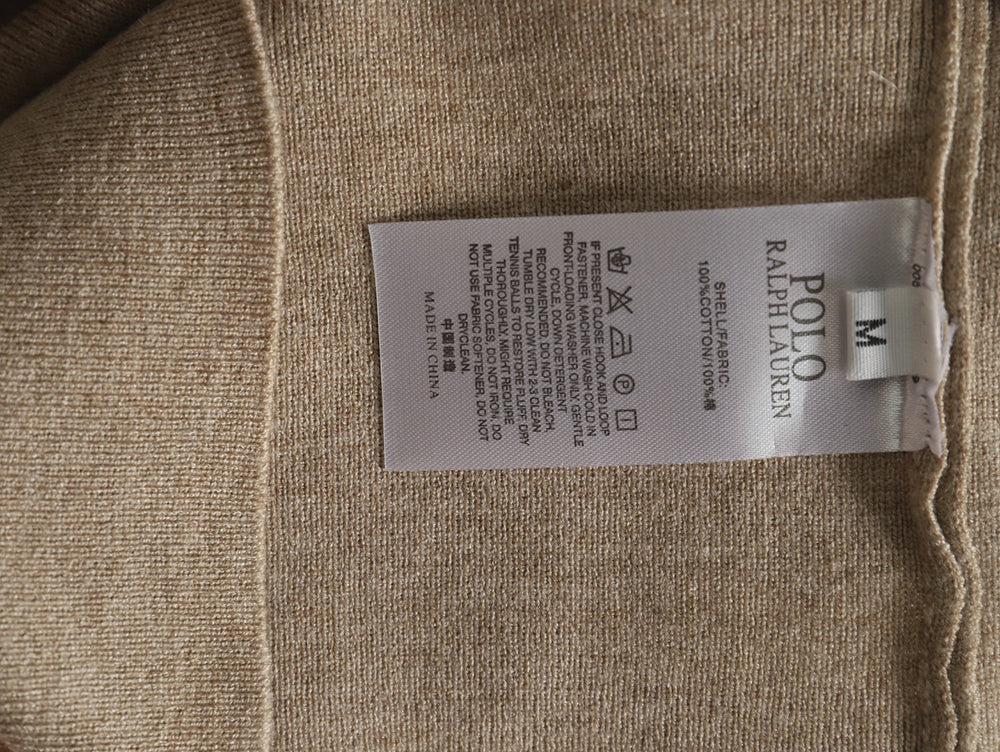 POLO
RALPH LAUREN
M
SHELL/FABRIC:
100%COTTON/100%棉
IF PRESENT CLOSE HOOK AND LOOP
FASTENER, MACHINE WASH COLD IN
FRONT-LOADING WASHER ONLY, GENTLE
CYCLE, DOWN DETERGENT
RECOMMENDED, DO NOT BLEACH,
TUMBLE DRY LOW WITH 2-3 CLEAN
TENNIS BALLS TO RESTORE FLUFF, DRY
THOROUGHLY, MIGHT REQUIRE
MULTIPLE CYCLES, DO NOT IRON, DO
NOT USE FABRIC SOFTENER, DO NOT
DRYCLEAN.
MADE IN CHINA
中国制造